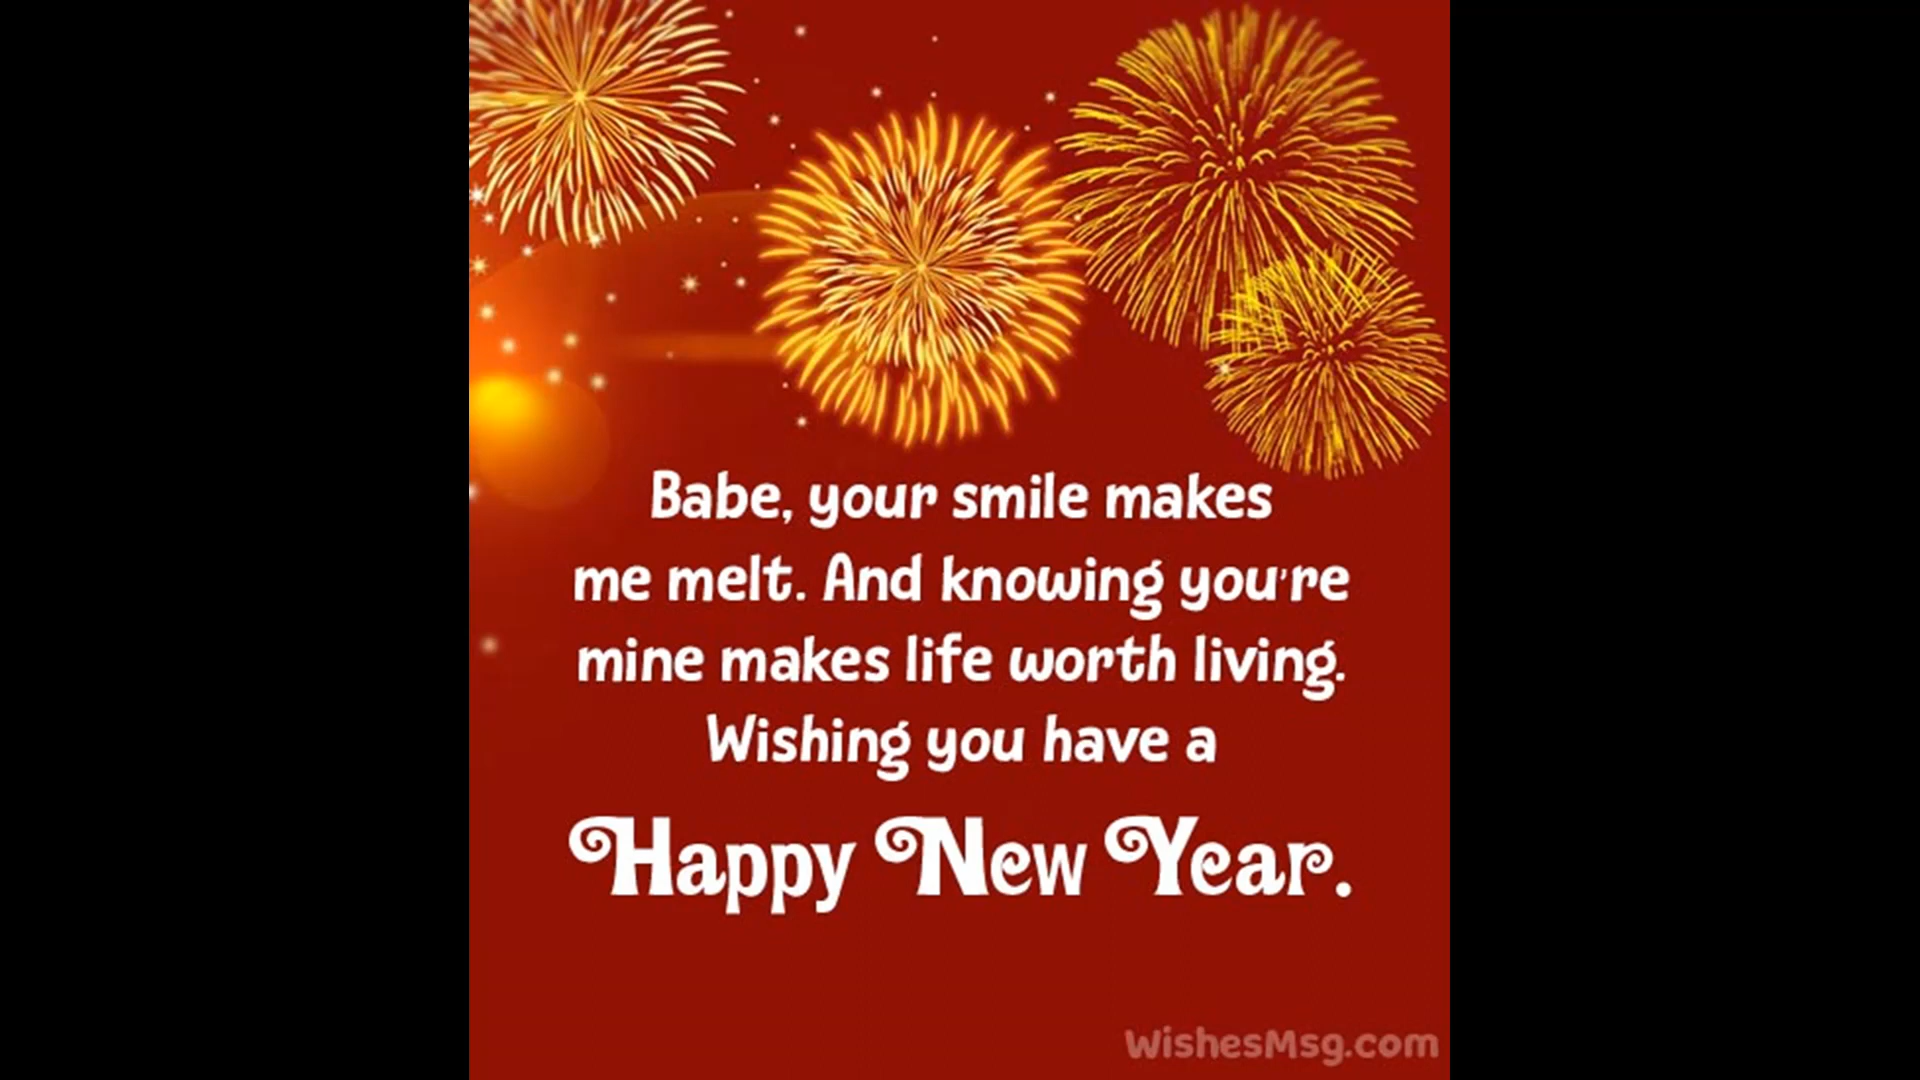 Babe, your smile makes
me melt. And knowing you're
mine makes life worth living.
Wishing you have a
Happy New Year.
WishesMsg.com